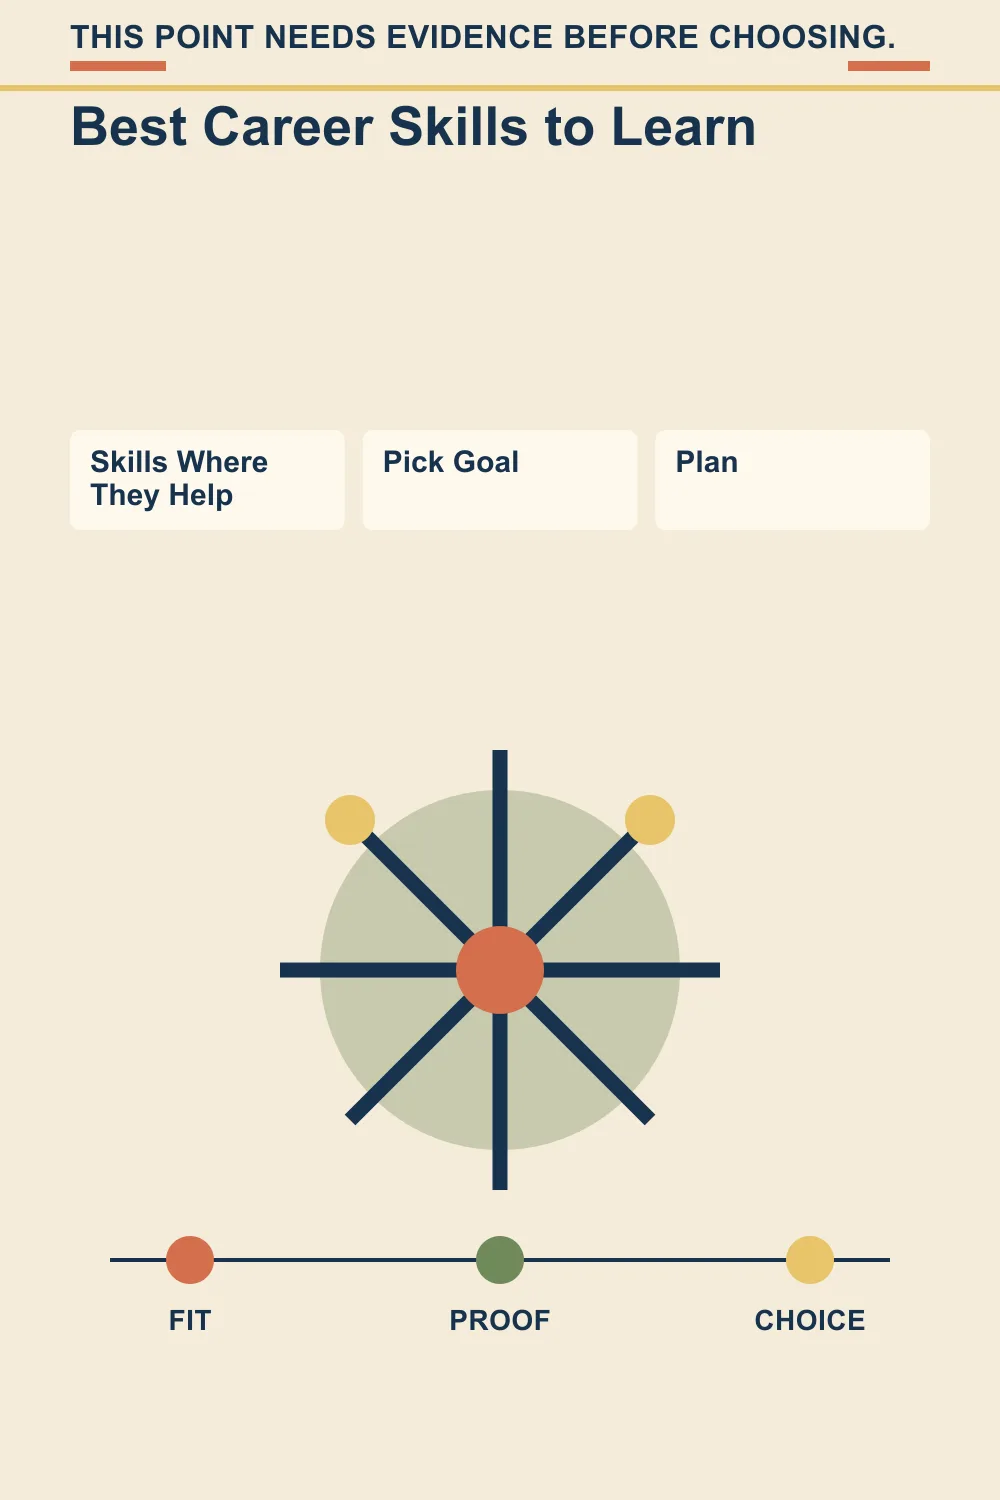 THIS POINT NEEDS EVIDENCE BEFORE CHOOSING.
Best Career Skills to Learn
Skills Where
They Help
Pick Goal
Plan
FIT
PROOF
CHOICE